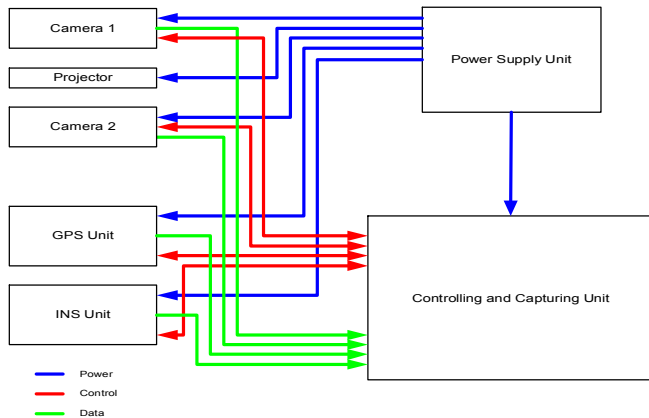 Camera 1
Power Supply Unit
Projector
Camera 2
GPS Unit
Controlling and Capturing Unit
INS Unit
Power
Control
Data